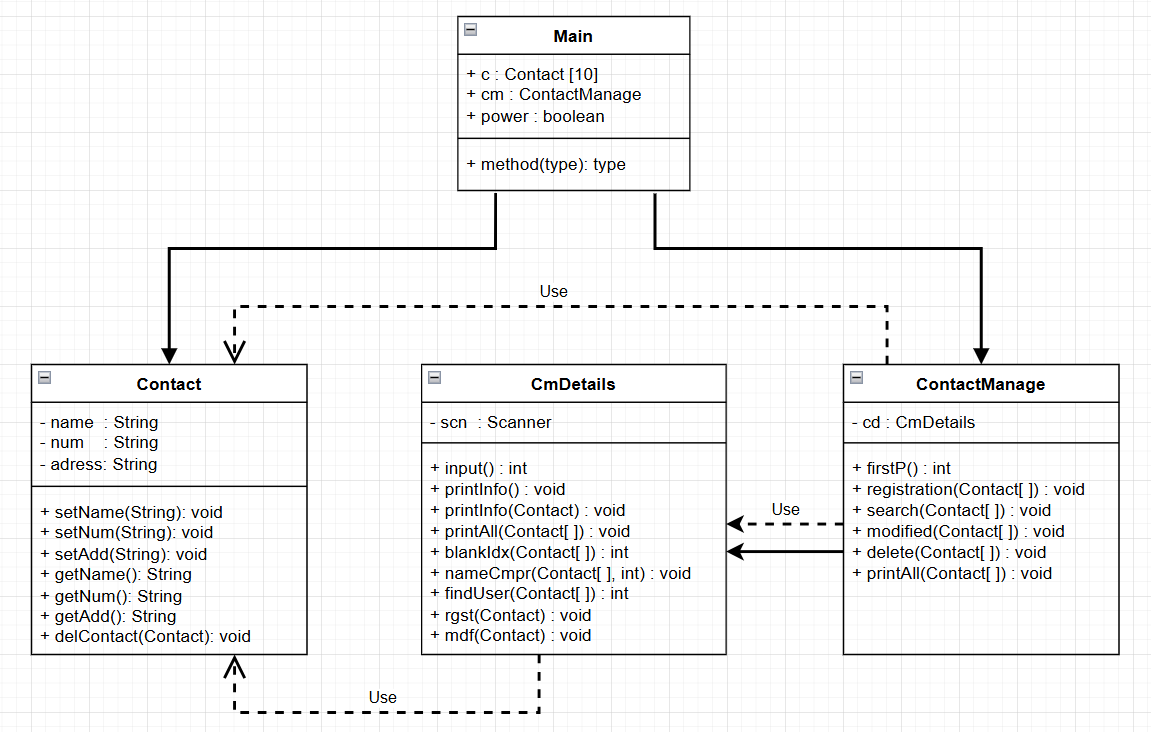 Main
+ c : Contact [10]
+ cm : ContactManage
+ power : boolean
+ method(type): type
Use
Contact
- name : String
- num : String
- adress: String
+ setName(String): void
+ setNum(String): void
+ setAdd(String): void
+ getName(): String
+ getNum(): String
+ getAdd(): String
+ delContact(Contact): void
CmDetails
- scn : Scanner
+ input() : int
+ printInfo() : void
+ printInfo(Contact) : void
+ printAll(Contact[ ]) : void
+ blankIdx(Contact[ ]) : int
+ nameCmpr(Contact[ ], int) : void
+ findUser(Contact[ ]) : int
+ rgst(Contact) : void
+ mdf(Contact) : void
Use
ContactManage
- cd : CmDetails
+ firstP() : int
+ registration(Contact[ ]) : void
+ search(Contact[ ]) : void
+ modified(Contact[ ]) : void
+ delete(Contact[ ]) : void
+ printAll(Contact[ ]) : void
Use